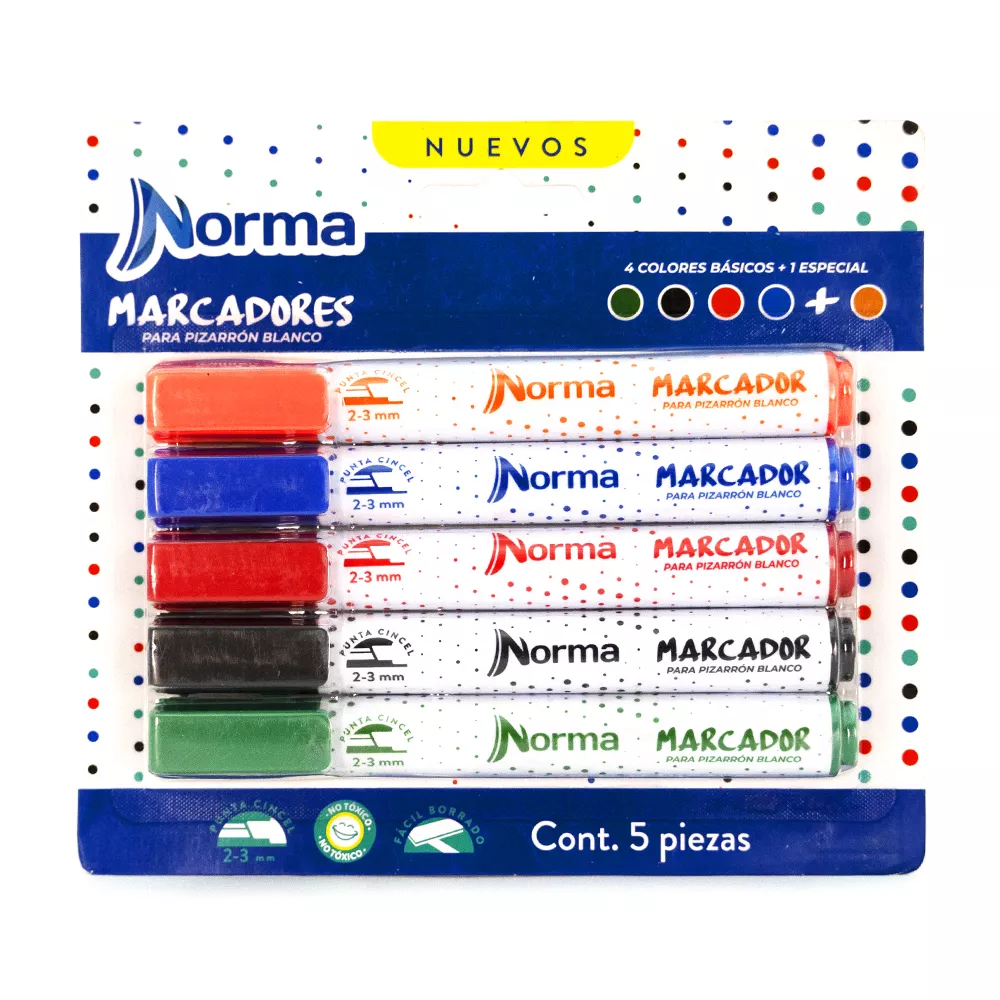 NUEVOS
Norma
4 COLORES BÁSICOS + 1 ESPECIAL
MARCADORES
PARA PIZARRÓN BLANCO
+
PUNTA CINCEL
2-3 mm
Norma
MARCADOR
PARA PIZARRÓN BLANCO
PUNTA CINCEL
2-3 mm
Norma
MARCADOR
PARA PIZARRÓN BLANCO
PUNTA CINCEL
2-3 mm
Norma
MARCADOR
PARA PIZARRÓN BLANCO
PUNTA CINCEL
2-3 mm
Norma
MARCADOR
PARA PIZARRÓN BLANCO
PUNTA CINCEL
2-3 mm
Norma
MARCADOR
PARA PIZARRÓN BLANCO
PUNTA CINCEL
2-3 mm
NO TÓXICO
NO TÓXICO
FÁCIL BORRADO
Cont. 5 piezas